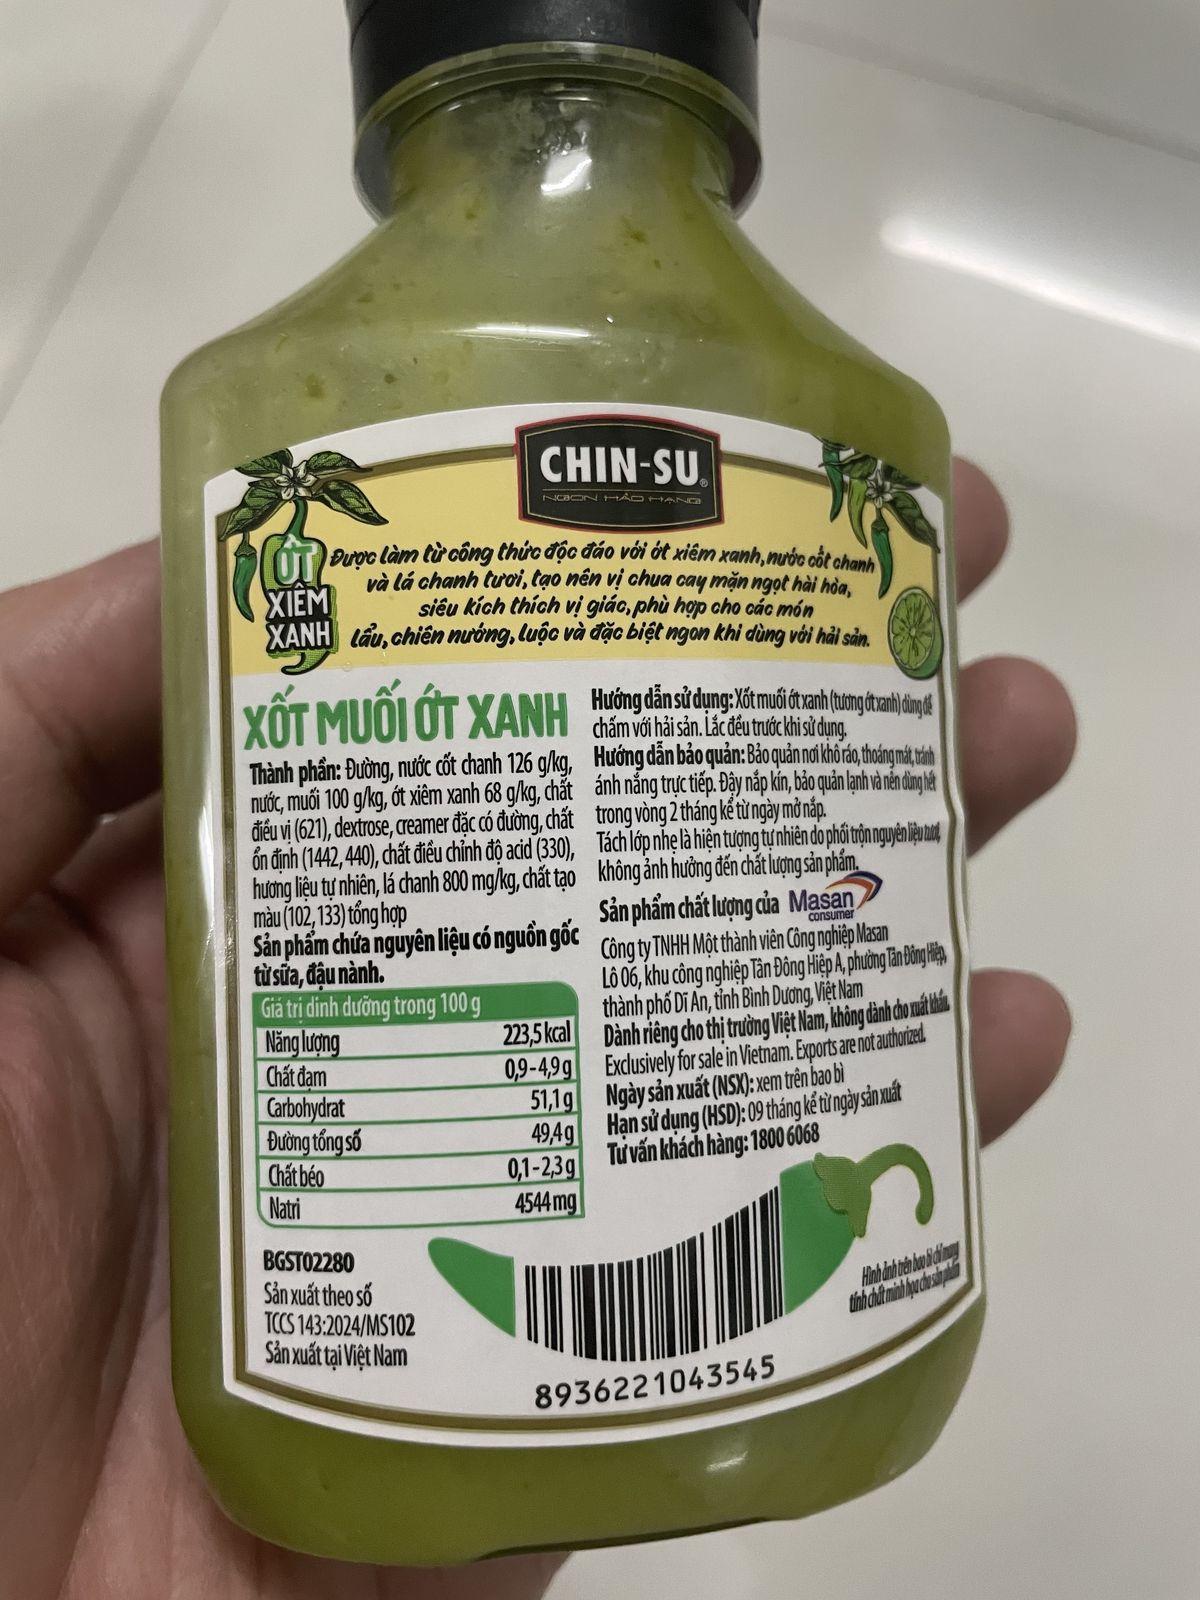 CHIN-SU®
NGON HẢO HẠNG
ỚT
XIÊM
XANH
Được làm từ công thức độc đáo với ớt xiêm xanh, nước cốt chanh
và lá chanh tươi, tạo nên vị chua cay mặn ngọt hài hòa,
siêu kích thích vị giác, phù hợp cho các món
lẩu, chiên nướng, luộc và đặc biệt ngon khi dùng với hải sản.
XỐT MUỐI ỚT XANH
Thành phần: Đường, nước cốt chanh 126 g/kg,
nước, muối 100 g/kg, ớt xiêm xanh 68 g/kg, chất
điều vị (621), dextrose, creamer đặc có đường, chất
ổn định (1442, 440), chất điều chỉnh độ acid (330),
hương liệu tự nhiên, lá chanh 800 mg/kg, chất tạo
màu (102, 133) tổng hợp
Sản phẩm chứa nguyên liệu có nguồn gốc
từ sữa, đậu nành.
Giá trị dinh dưỡng trong 100 g
Năng lượng 223,5 kcal
Chất đạm 0,9-4,9 g
Carbohydrat 51,1 g
Đường tổng số 49,4 g
Chất béo 0,1-2,3 g
Natri 4544 mg
BGST02280
Sản xuất theo số
TCCS 143:2024/MS102
Sản xuất tại Việt Nam
Hướng dẫn sử dụng: Xốt muối ớt xanh (tương ớt xanh) dùng để
chấm với hải sản. Lắc đều trước khi sử dụng.
Hướng dẫn bảo quản: Bảo quản nơi khô ráo, thoáng mát, tránh
ánh nắng trực tiếp. Đậy nắp kín, bảo quản lạnh và nên dùng hết
trong vòng 2 tháng kể từ ngày mở nắp.
Tách lớp nhẹ là hiện tượng tự nhiên do phối trộn nguyên liệu tươi,
không ảnh hưởng đến chất lượng sản phẩm.
Sản phẩm chất lượng của Masan
consumer
Công ty TNHH Một thành viên Công nghiệp Masan
Lô 06, khu công nghiệp Tân Đông Hiệp A, phường Tân Đông Hiệp,
thành phố Dĩ An, tỉnh Bình Dương, Việt Nam
Dành riêng cho thị trường Việt Nam, không dành cho xuất khẩu.
Exclusively for sale in Vietnam. Exports are not authorized.
Ngày sản xuất (NSX): xem trên bao bì
Hạn sử dụng (HSD): 09 tháng kể từ ngày sản xuất
Tư vấn khách hàng: 1800 6068
Hình ảnh trên bao bì chỉ mang
tính chất minh họa cho sản phẩm
8936221043545